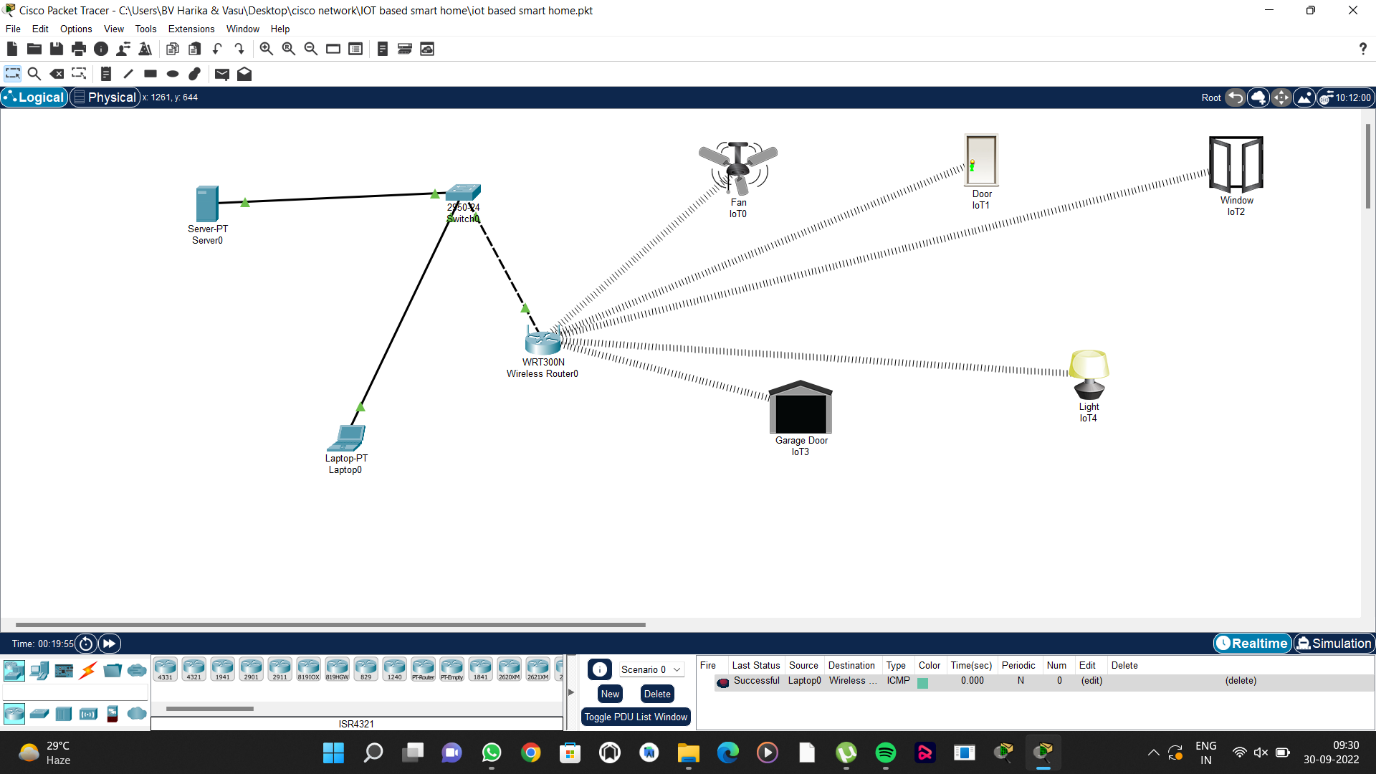 Cisco Packet Tracer - C:\Users\BV Harika & Vasu\Desktop\cisco network\IOT based smart home\iot based smart home.pkt
File Edit Options View Tools Extensions Window Help
?
Logical Physical x: 1261, y: 644 Root 10:12:00
Fan
IoT0
Door
IoT1
Window
IoT2
Server-PT
Server0
2950-24
Switch0
WRT300N
Wireless Router0
Light
IoT4
Garage Door
IoT3
Laptop-PT
Laptop0
Time: 00:19:55 Realtime Simulation
4331 4321 1941 2901 2911 819IOX 819HGW 829 1240 PT-Router PT-Empty 1841 2620XM 2621XM
ISR4321
Scenario 0
New Delete
Toggle PDU List Window
Fire Last Status Source Destination Type Color Time(sec) Periodic Num Edit Delete
Successful Laptop0 Wireless ... ICMP 0.000 N 0 (edit) (delete)
29°C
Haze
ENG
IN
09:30
30-09-2022